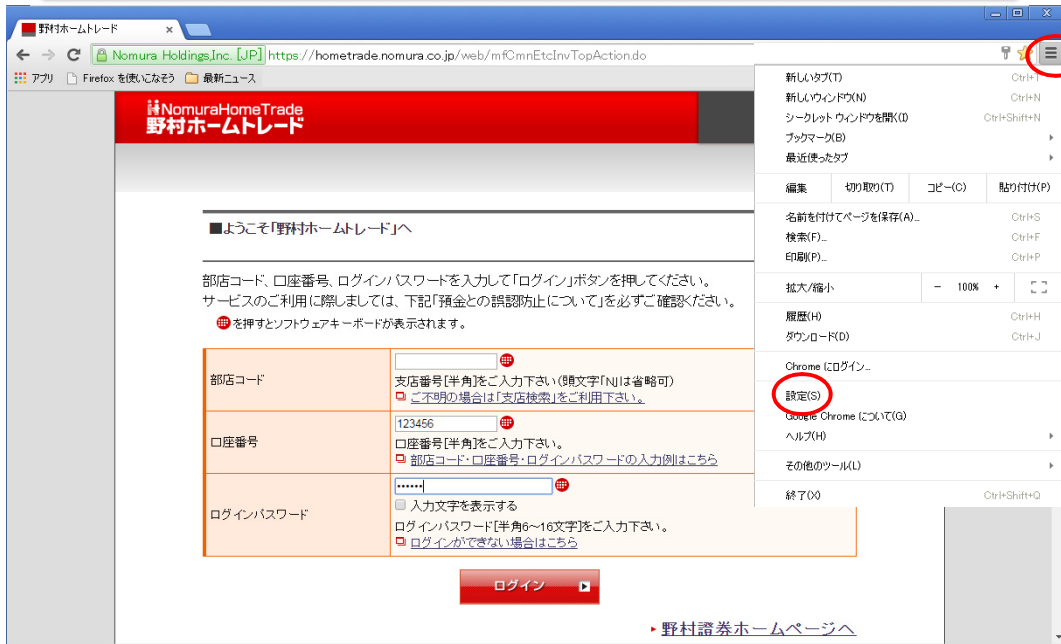 野村ホームトレード
Nomura Holdings,Inc. [JP] https://hometrade.nomura.co.jp/web/mfCmnEtcInvTopAction.do
アプリ Firefox を使いこなそう 最新ニュース
NomuraHomeTrade
野村ホームトレード
■ようこそ「野村ホームトレード」へ
部店コード、口座番号、ログインパスワードを入力して「ログイン」ボタンを押してください。
サービスのご利用に際しましては、下記「預金との誤認防止について」を必ずご確認ください。
を押すとソフトウェアキーボードが表示されます。
部店コード
支店番号[半角]をご入力下さい(頭文字「N」は省略可)
ご不明の場合は「支店検索」をご利用下さい。
口座番号
123456
口座番号[半角]をご入力下さい。
部店コード・口座番号・ログインパスワードの入力例はこちら
ログインパスワード
••••••
入力文字を表示する
ログインパスワード[半角6~16文字]をご入力下さい。
ログインができない場合はこちら
ログイン
野村證券ホームページへ
新しいタブ(T) Ctrl+T
新しいウィンドウ(N) Ctrl+N
シークレット ウィンドウを開く(I) Ctrl+Shift+N
ブックマーク(B)
最近使ったタブ
編集 切り取り(T) コピー(C) 貼り付け(P)
名前を付けてページを保存(A)... Ctrl+S
検索(F)... Ctrl+F
印刷(P)... Ctrl+P
拡大/縮小 − 100% +
履歴(H) Ctrl+H
ダウンロード(D) Ctrl+J
Chrome にログイン...
設定(S)
Google Chrome について(G)
ヘルプ(H)
その他のツール(L)
終了(X) Ctrl+Shift+Q